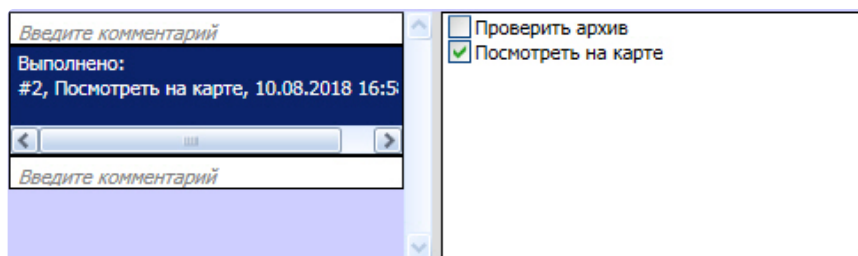 Введите комментарий
Выполнено:
#2, Посмотреть на карте, 10.08.2018 16:5
Введите комментарий
Проверить архив
Посмотреть на карте